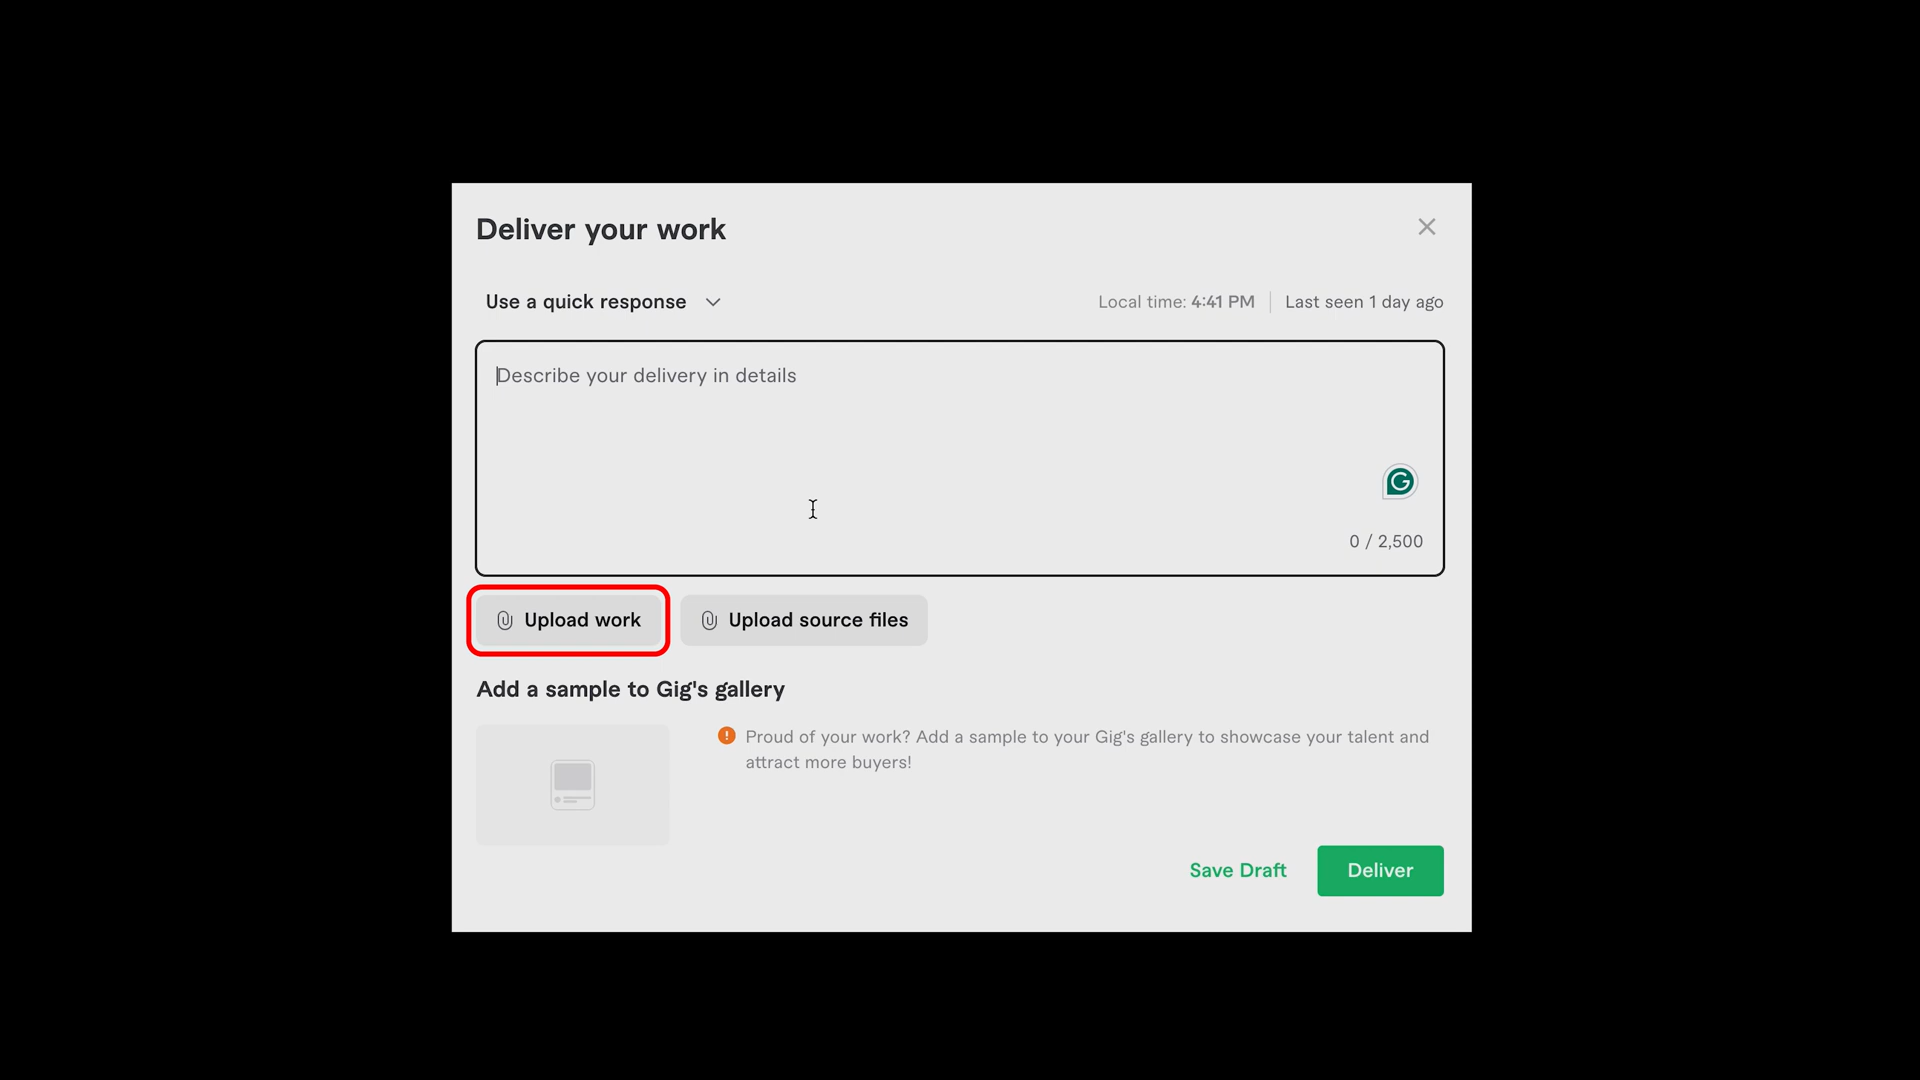 Deliver your work
Use a quick response
Local time: 4:41 PM
Last seen 1 day ago
Describe your delivery in details
0 / 2,500
Upload work
Upload source files
Add a sample to Gig's gallery
Proud of your work? Add a sample to your Gig's gallery to showcase your talent and
attract more buyers!
Save Draft
Deliver